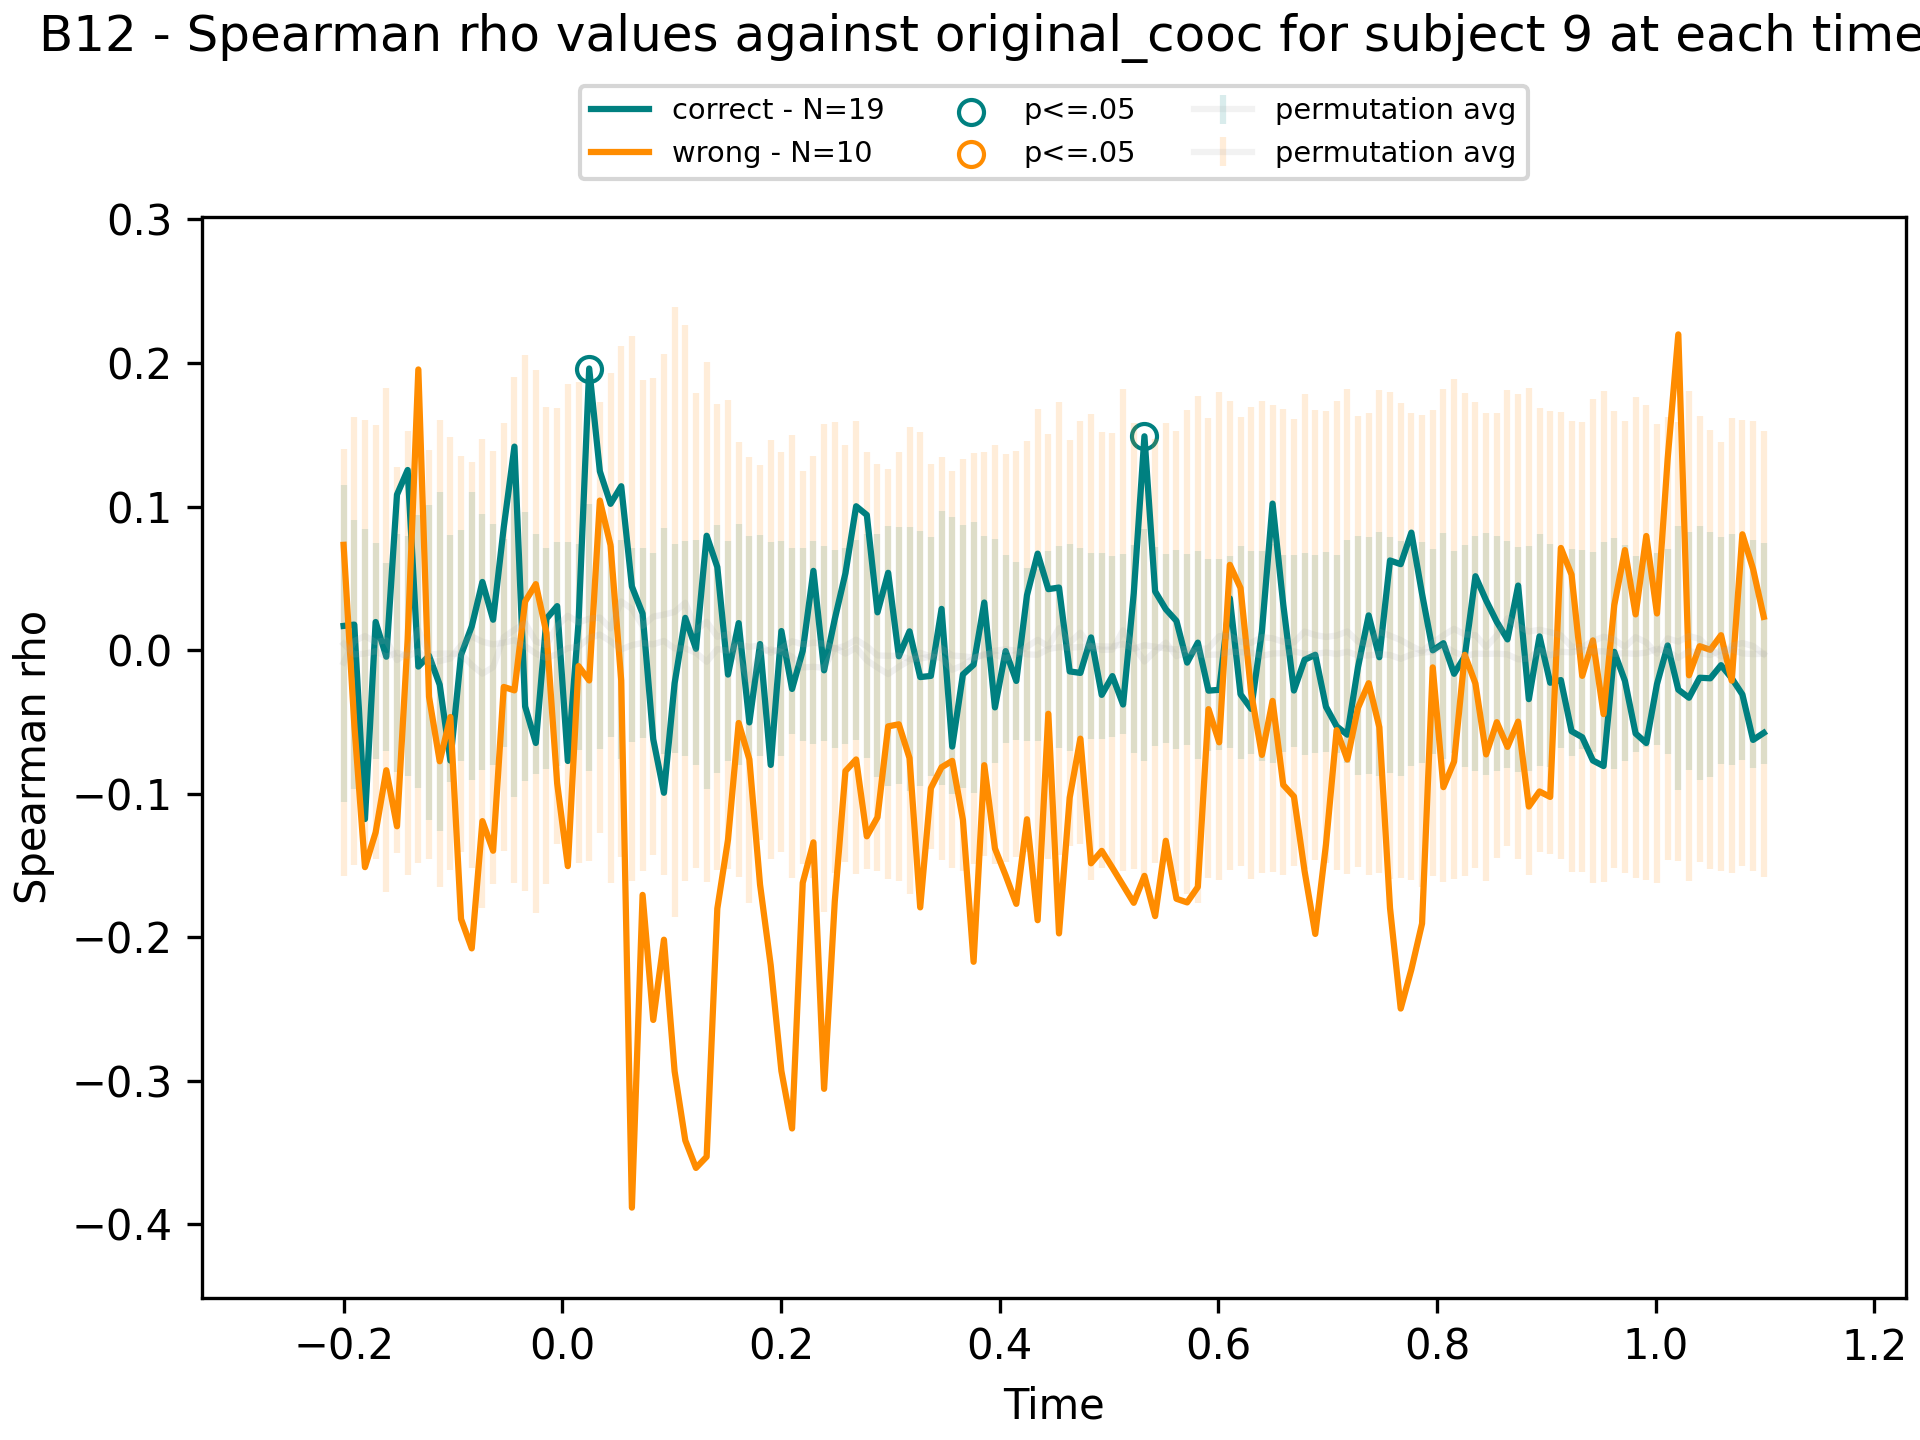 B12 - Spearman rho values against original_cooc for subject 9 at each time
correct - N=19
wrong - N=10
p<=.05
p<=.05
permutation avg
permutation avg
Spearman rho
0.3
0.2
0.1
0.0
−0.1
−0.2
−0.3
−0.4
−0.2
0.0
0.2
0.4
0.6
0.8
1.0
1.2
Time